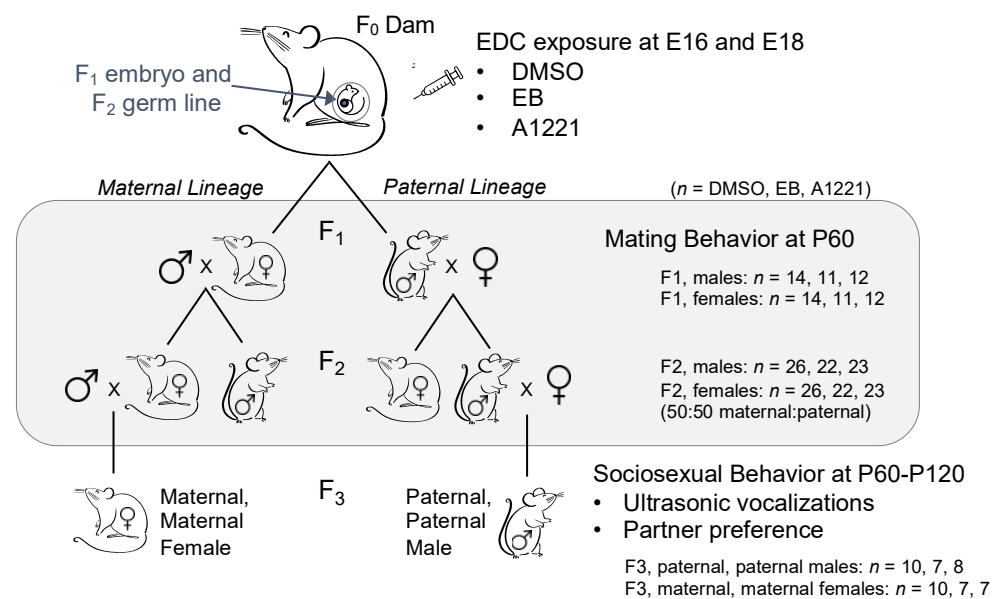 F₀ Dam
EDC exposure at E16 and E18
• DMSO
• EB
• A1221
F₁ embryo and
F₂ germ line
Maternal Lineage
Paternal Lineage
(n = DMSO, EB, A1221)
F₁
Mating Behavior at P60
♂ x ♀
♂ x ♀
F1, males: n = 14, 11, 12
F1, females: n = 14, 11, 12
F₂
♂ x ♀ ♂
♀ ♂ x ♀
F2, males: n = 26, 22, 23
F2, females: n = 26, 22, 23
(50:50 maternal:paternal)
F₃
♀
Maternal,
Maternal
Female
Paternal,
Paternal
Male
♂
Sociosexual Behavior at P60-P120
• Ultrasonic vocalizations
• Partner preference
F3, paternal, paternal males: n = 10, 7, 8
F3, maternal, maternal females: n = 10, 7, 7